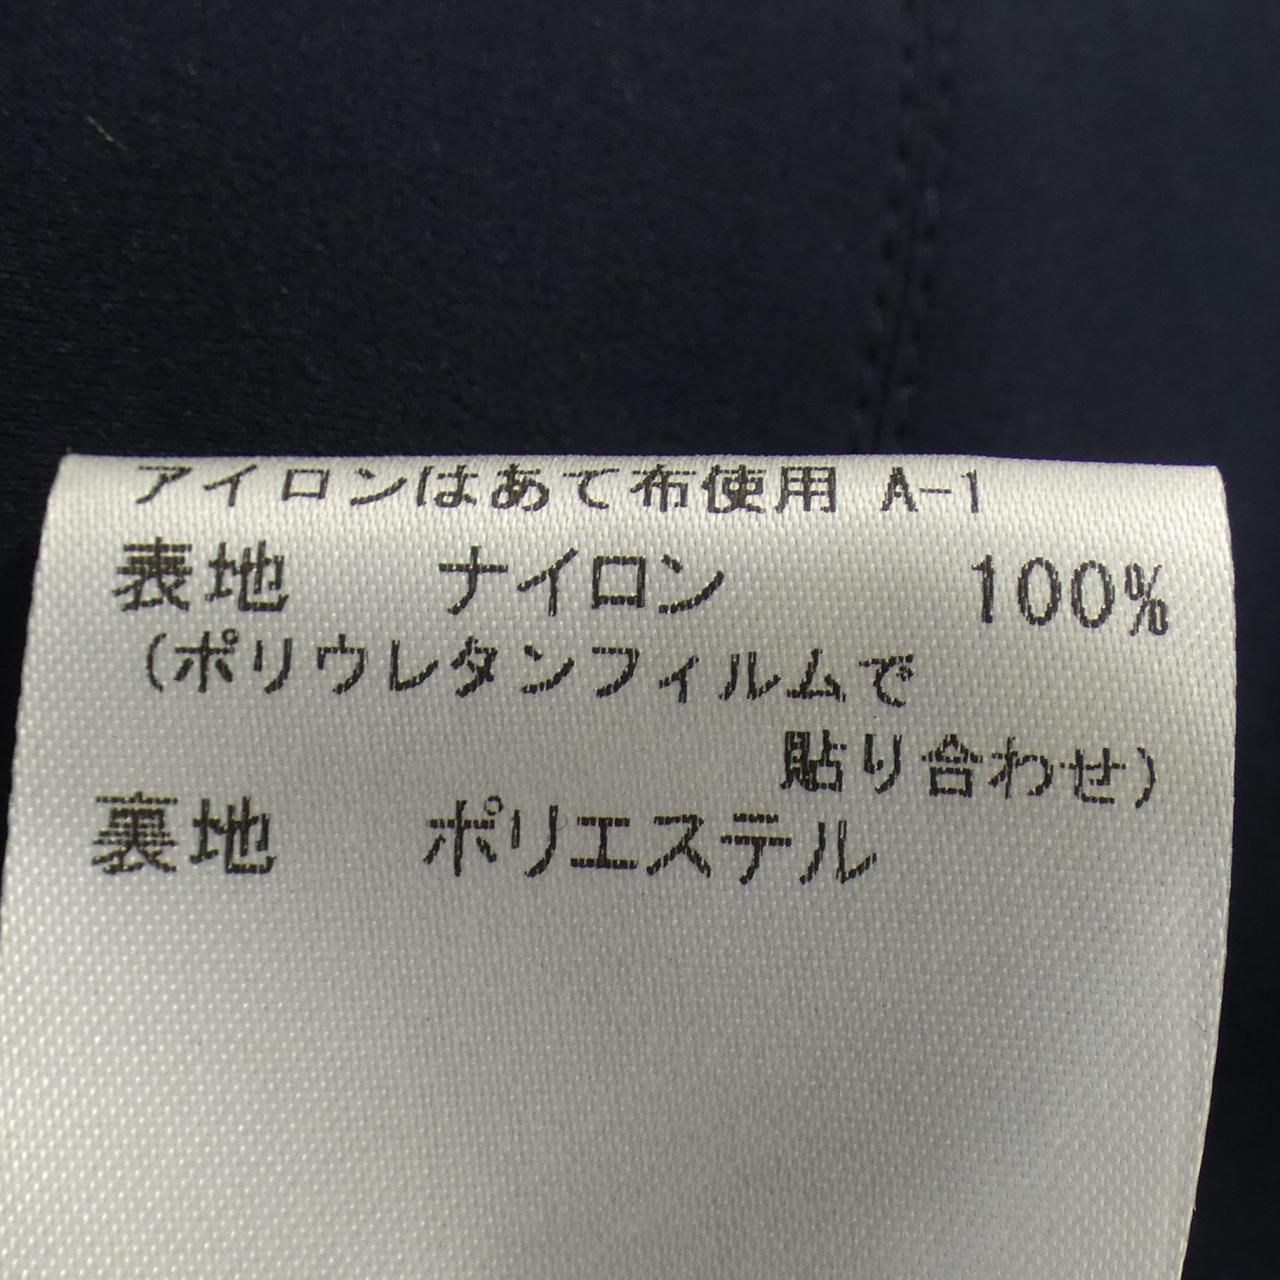 アイロンはあて布使用 A-1
表地 ナイロン 100%
(ポリウレタンフィルムで
貼り合わせ)
裏地 ポリエステル